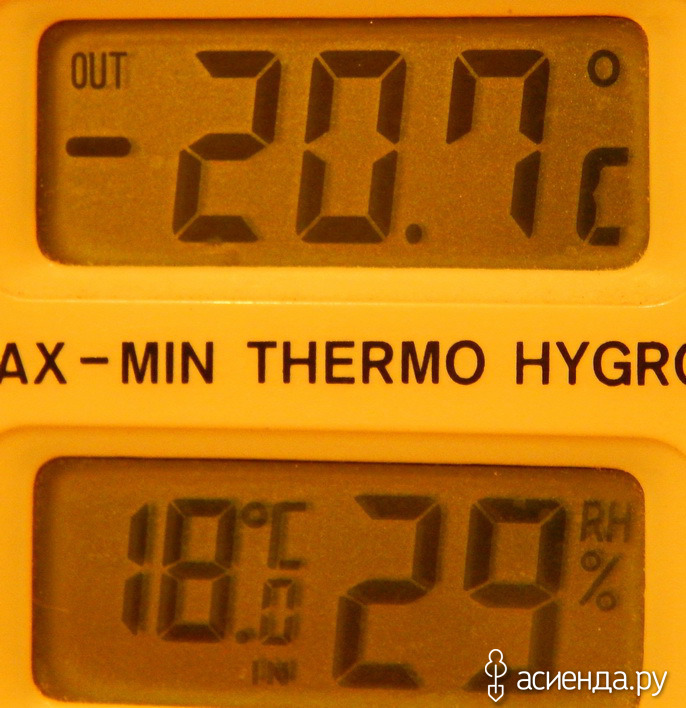 OUT
-20.7°C
AX-MIN THERMO HYGRO
18.0°C 29 RH %
IN
асиенда.ру